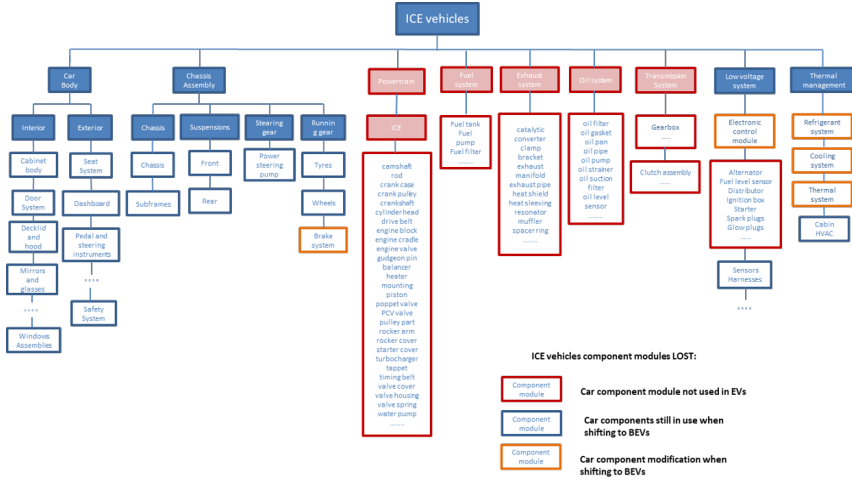 ICE vehicles
Car
Body
Chassis
Assembly
Powertrain
Fuel
system
Exhaust
system
Oil system
Transmission
System
Low voltage
system
Thermal
management
Interior
Exterior
Chassis
Suspensions
Stearing
gear
Runnin
g gear
ICE
Cabinet
body
Door
System
Decklid
and
hood
Mirrors
and
glasses
°°°°
Windows
Assemblies
Seat
System
Dashboard
Pedal and
steering
instruments
°°°°
Safety
System
Chassis
Subframes
Front
Rear
Power
steering
pump
Tyres
Wheels
Brake
system
camshaft
rod
crank case
crank pulley
crankshaft
cylinderhead
drive belt
engine block
engine cradle
engine valve
gudgeon pin
balancer
heater
mounting
piston
poppet valve
PCV valve
pulley part
rocker arm
rocker cover
starter cover
turbocharger
tappet
timing belt
valve cover
valve housing
valve spring
water pump
.......
Fuel tank
Fuel
pump
Fuel filter
.......
catalytic
converter
clamp
bracket
exhaust
manifold
exhaust pipe
heat shield
heat sleeving
resonator
muffler
spacer ring
.......
oil filter
oil gasket
oil pan
oil pipe
oil pump
oil strainer
oil suction
filter
oil level
sensor
.......
Gearbox
Clutch assembly
.....
Electronic
control
module
Alternator
Fuel level sensor
Distributor
Ignition box
Starter
Spark plugs
Glow plugs
......
Sensors
Harnesses
°°°°
Refrigerant
system
Cooling
system
Thermal
system
Cabin
HVAC
ICE vehicles component modules LOST:
Component
module
Car component module not used in EVs
Component
module
Car components still in use when
shifting to BEVs
Component
module
Car component modification when
shifting to BEVs